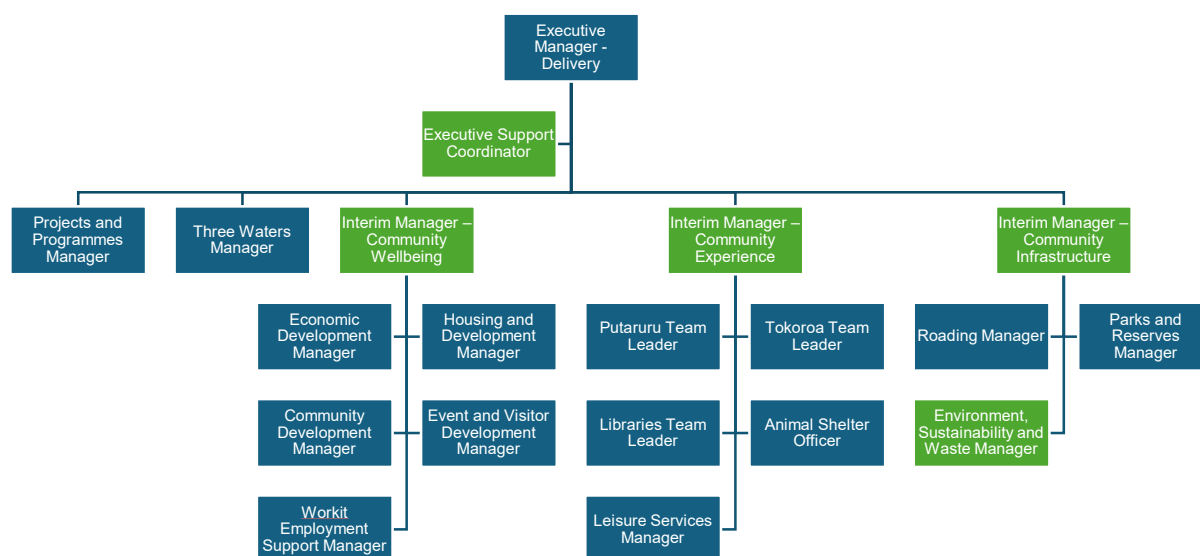 Executive
Manager -
Delivery
Executive Support
Coordinator
Projects and
Programmes
Manager
Three Waters
Manager
Interim Manager –
Community
Wellbeing
Interim Manager –
Community
Experience
Interim Manager –
Community
Infrastructure
Economic
Development
Manager
Housing and
Development
Manager
Putaruru Team
Leader
Tokoroa Team
Leader
Roading Manager
Parks and
Reserves
Manager
Community
Development
Manager
Event and Visitor
Development
Manager
Libraries Team
Leader
Animal Shelter
Officer
Environment,
Sustainability and
Waste Manager
Workit
Employment
Support Manager
Leisure Services
Manager